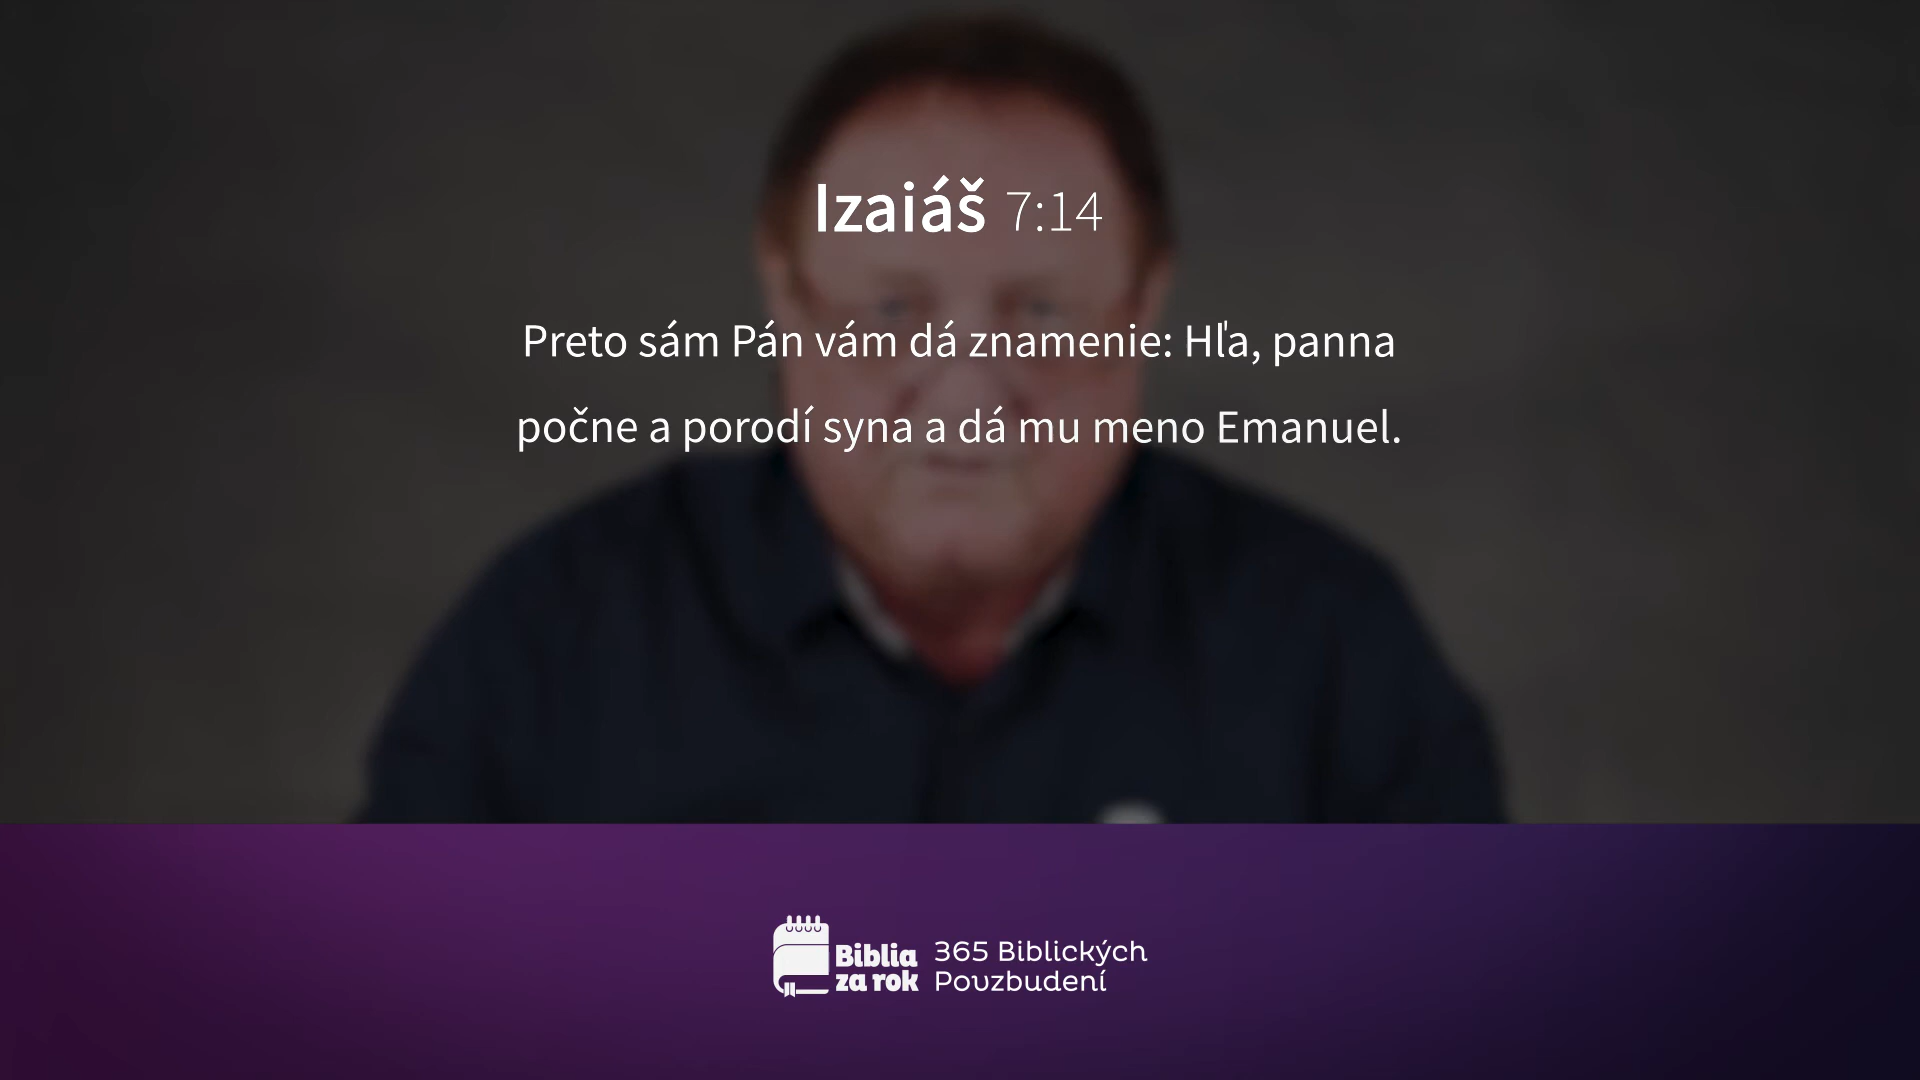 Izaiáš 7:14
Preto sám Pán vám dá znamenie: Hľa, panna
počne a porodí syna a dá mu meno Emanuel.
Biblia
za rok
365 Biblických
Povzbudení